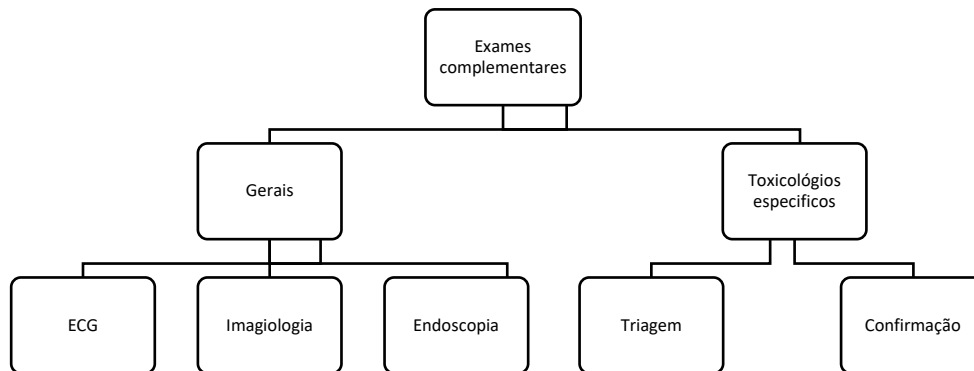 Exames
complementares
Gerais
Toxicológios
especificos
ECG
Imagiologia
Endoscopia
Triagem
Confirmação